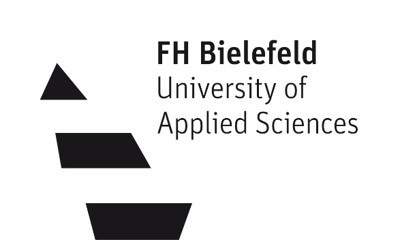 FH Bielefeld
University of
Applied Sciences